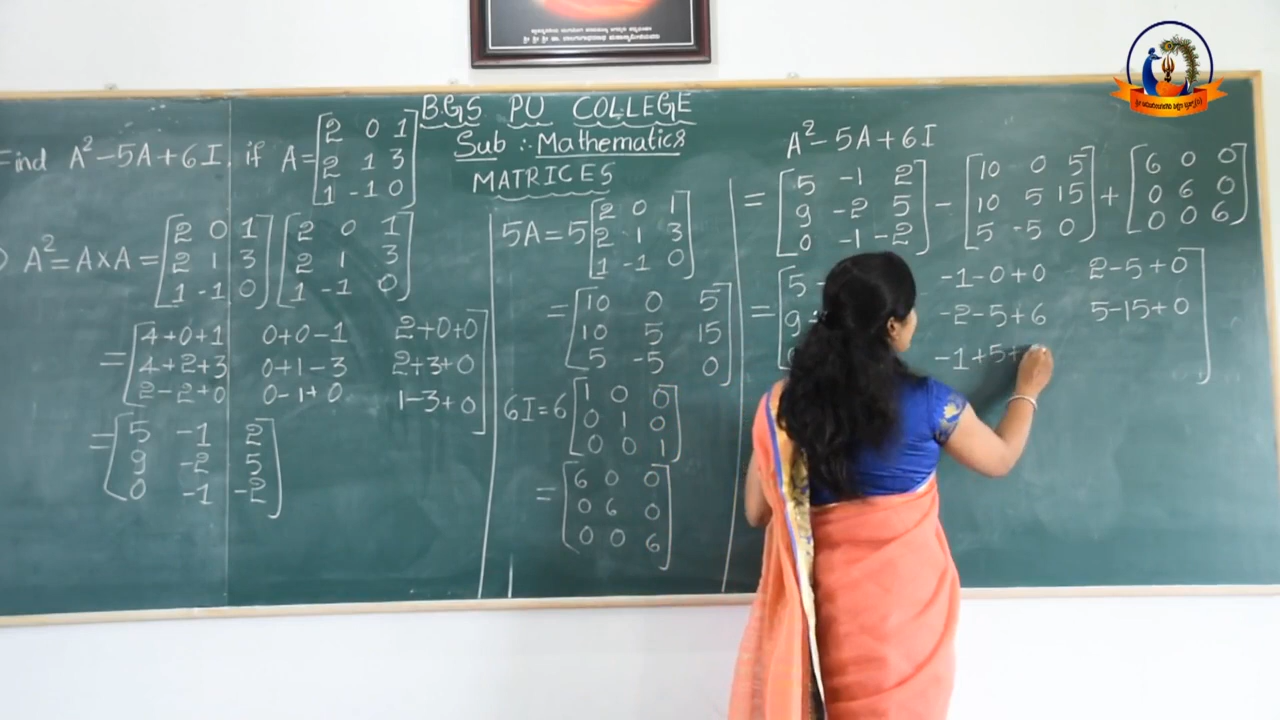 ಶ್ರೀ ಶ್ರೀ ಶ್ರೀ ಡಾ. ಬಾಲಗಂಗಾಧರನಾಥ ಮಹಾಸ್ವಾಮೀಜಿಯವರು
B.G.S PU COLLEGE
Sub : Mathematics
MATRICES
Find A² - 5A + 6I, if A = [2 0 1
2 1 3
1 -1 0]
A² = A × A = [2 0 1] [2 0 1]
[2 1 3] [2 1 3]
[1 -1 0] [1 -1 0]
= [4+0+1 0+0-1 2+0+0
4+2+3 0+1-3 2+3+0
2-2+0 0-1+0 1-3+0]
= [5 -1 2
9 -2 5
0 -1 -2]
5A = 5 [2 0 1
2 1 3
1 -1 0]
= [10 0 5
10 5 15
5 -5 0]
6I = 6 [1 0 0
0 1 0
0 0 1]
= [6 0 0
0 6 0
0 0 6]
A² - 5A + 6I
= [5 -1 2] - [10 0 5] + [6 0 0]
[9 -2 5] [10 5 15] [0 6 0]
[0 -1 -2] [5 -5 0] [0 0 6]
= [5 - -1-0+0 2-5+0
9 -2-5+6 5-15+0
-1+5+